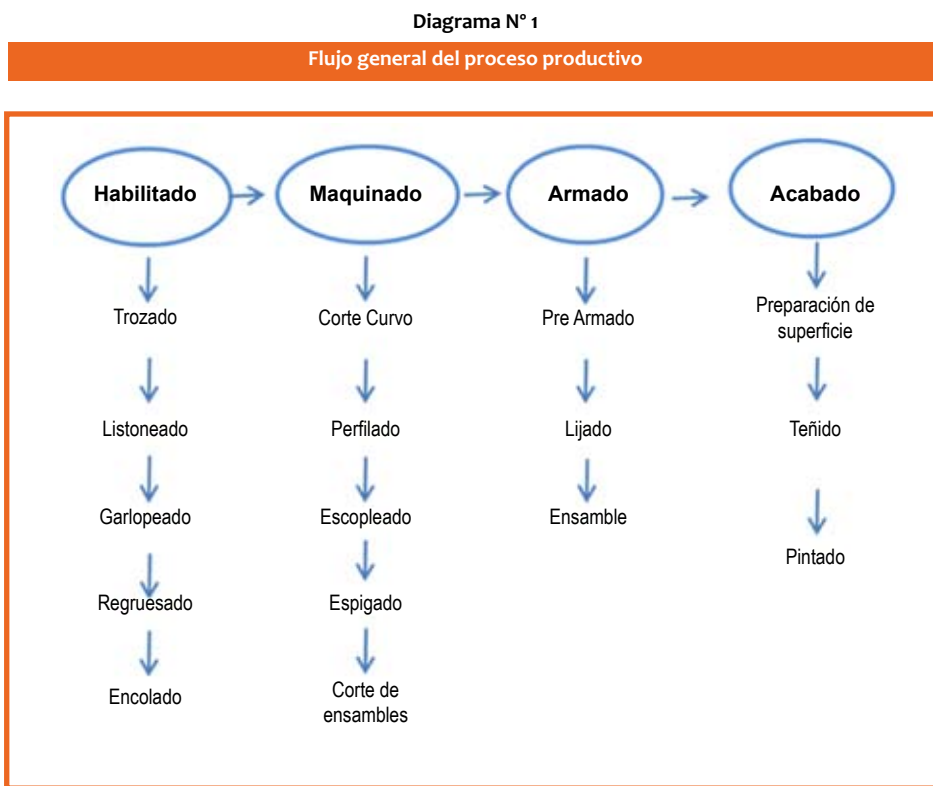 Diagrama N° 1
Flujo general del proceso productivo
Habilitado
Maquinado
Armado
Acabado
Trozado
Listoneado
Garlopeado
Regruesado
Encolado
Corte Curvo
Perfilado
Escopleado
Espigado
Corte de
ensambles
Pre Armado
Lijado
Ensamble
Preparación de
superficie
Teñido
Pintado